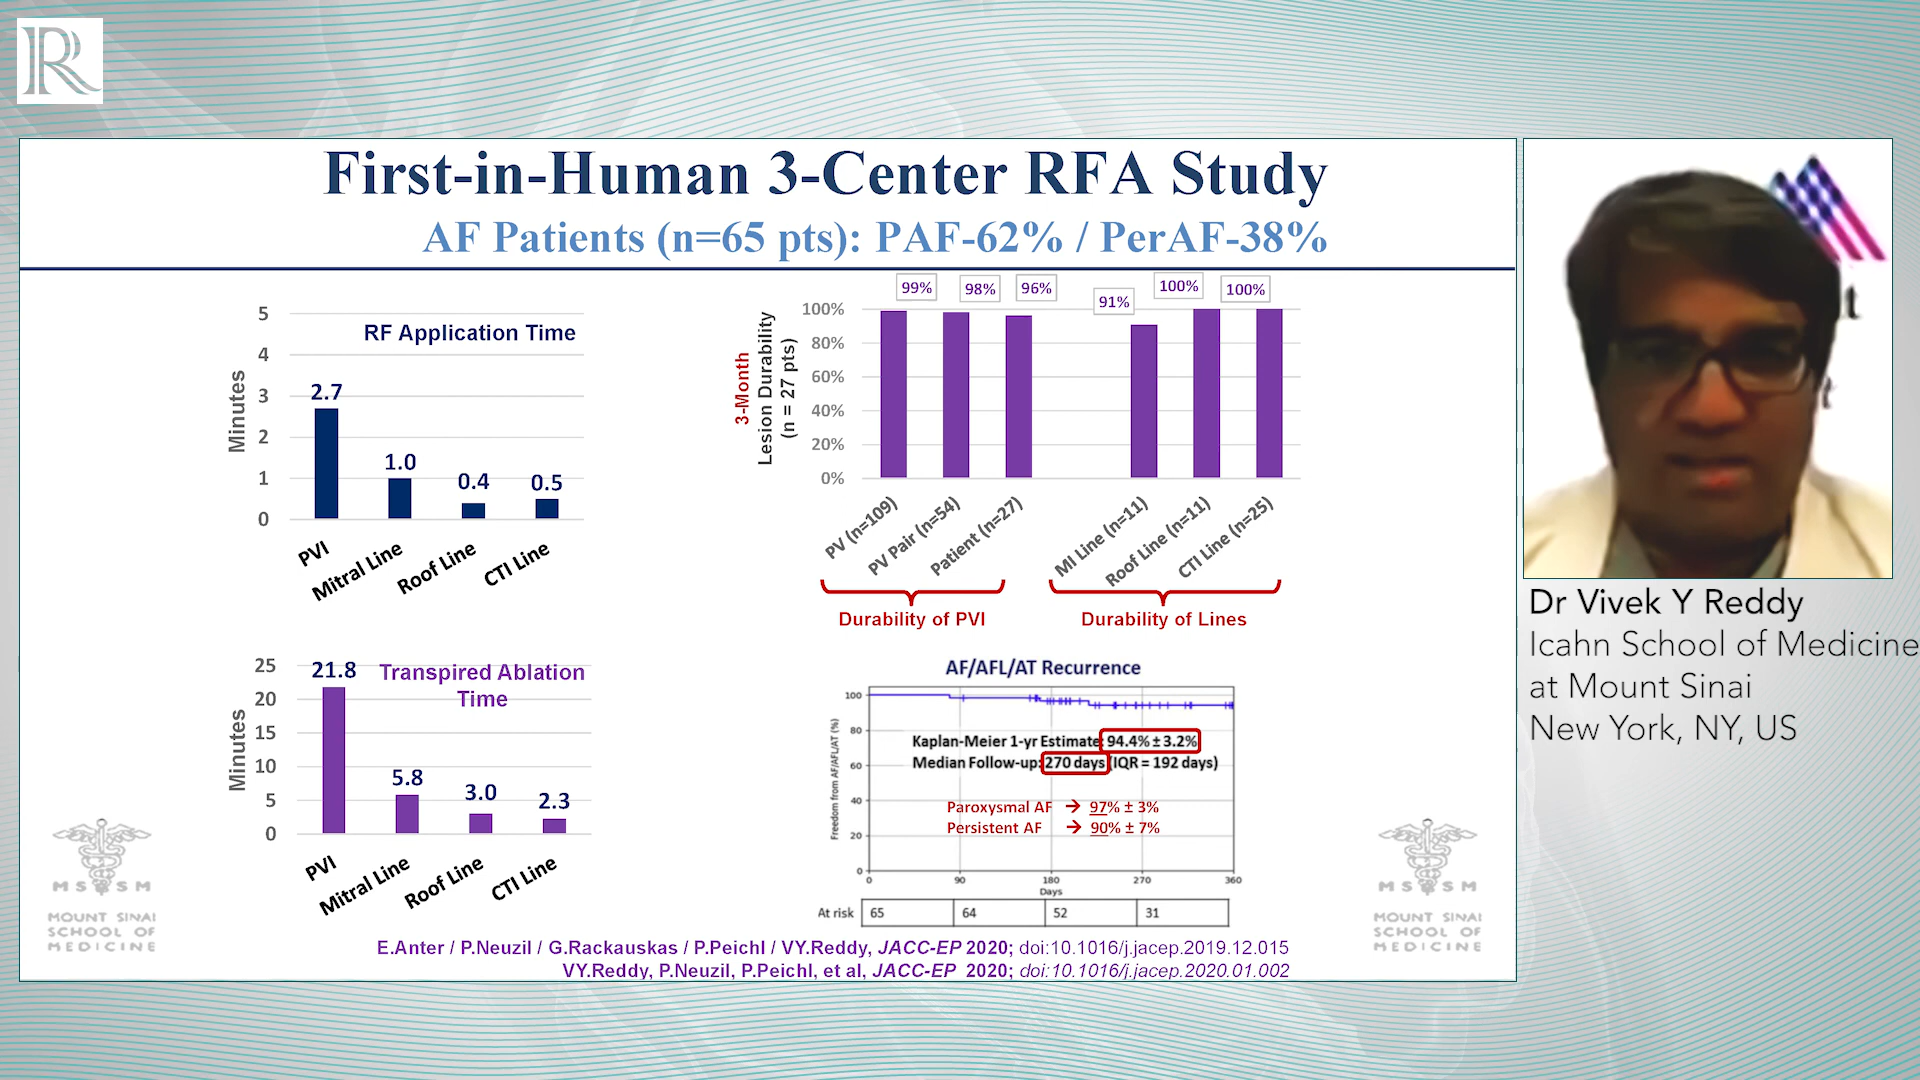 R
First-in-Human 3-Center RFA Study
AF Patients (n=65 pts): PAF-62% / PerAF-38%
RF Application Time
Minutes
5
4
3
2
1
0
2.7
1.0
0.4
0.5
PVI
Mitral Line
Roof Line
CTI Line
3-Month
Lesion Durability
(n = 27 pts)
100%
80%
60%
40%
20%
0%
99%
98%
96%
91%
100%
100%
PV (n=109)
PV Pair (n=54)
Patient (n=27)
MI Line (n=11)
Roof Line (n=11)
CTI Line (n=25)
Durability of PVI
Durability of Lines
Transpired Ablation
Time
Minutes
25
20
15
10
5
0
21.8
5.8
3.0
2.3
PVI
Mitral Line
Roof Line
CTI Line
AF/AFL/AT Recurrence
Freedom from AF/AFL/AT (%)
100
80
60
40
20
0
Kaplan-Meier 1-yr Estimate: 94.4% ± 3.2%
Median Follow-up: 270 days (IQR = 192 days)
Paroxysmal AF → 97% ± 3%
Persistent AF → 90% ± 7%
0 90 180 270 360
Days
At risk 65 64 52 31
MSSM
MOUNT SINAI
SCHOOL OF
MEDICINE
MSSM
MOUNT SINAI
SCHOOL OF
MEDICINE
E.Anter / P.Neuzil / G.Rackauskas / P.Peichl / VY.Reddy, JACC-EP 2020; doi:10.1016/j.jacep.2019.12.015
VY.Reddy, P.Neuzil, P.Peichl, et al, JACC-EP 2020; doi:10.1016/j.jacep.2020.01.002
Dr Vivek Y Reddy
Icahn School of Medicine
at Mount Sinai
New York, NY, US